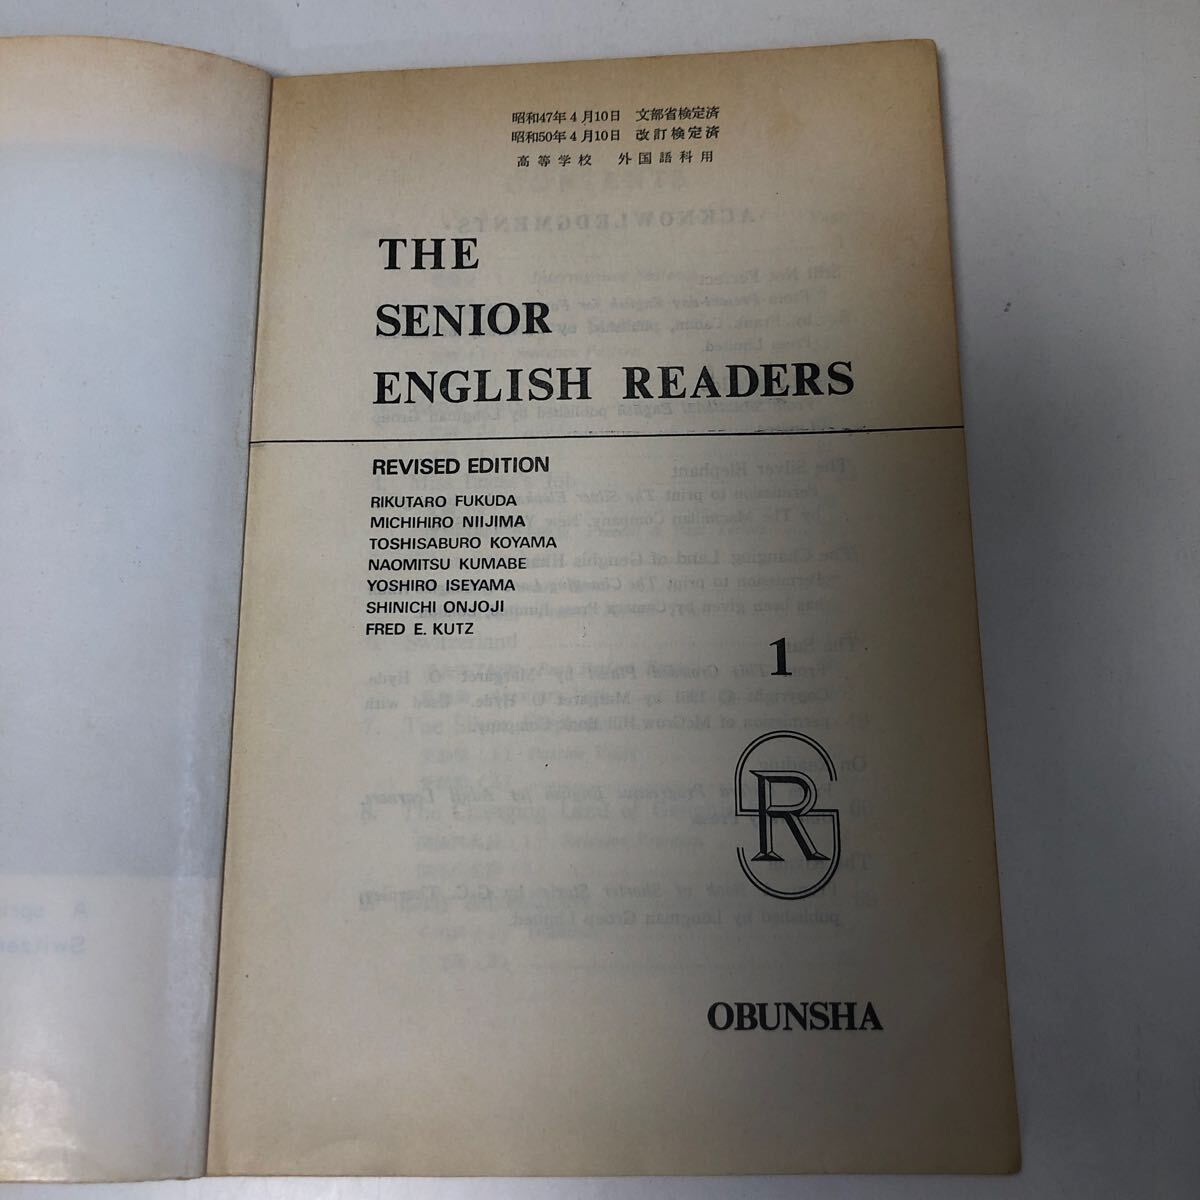 昭和47年4月10日 文部省検定済
昭和50年4月10日 改訂検定済
高等学校 外国語科用
THE
SENIOR
ENGLISH READERS
REVISED EDITION
RIKUTARO FUKUDA
MICHIHIRO NIIJIMA
TOSHISABURO KOYAMA
NAOMITSU KUMABE
YOSHIRO ISEYAMA
SHINICHI ONJOJI
FRED E. KUTZ
1
R
OBUNSHA